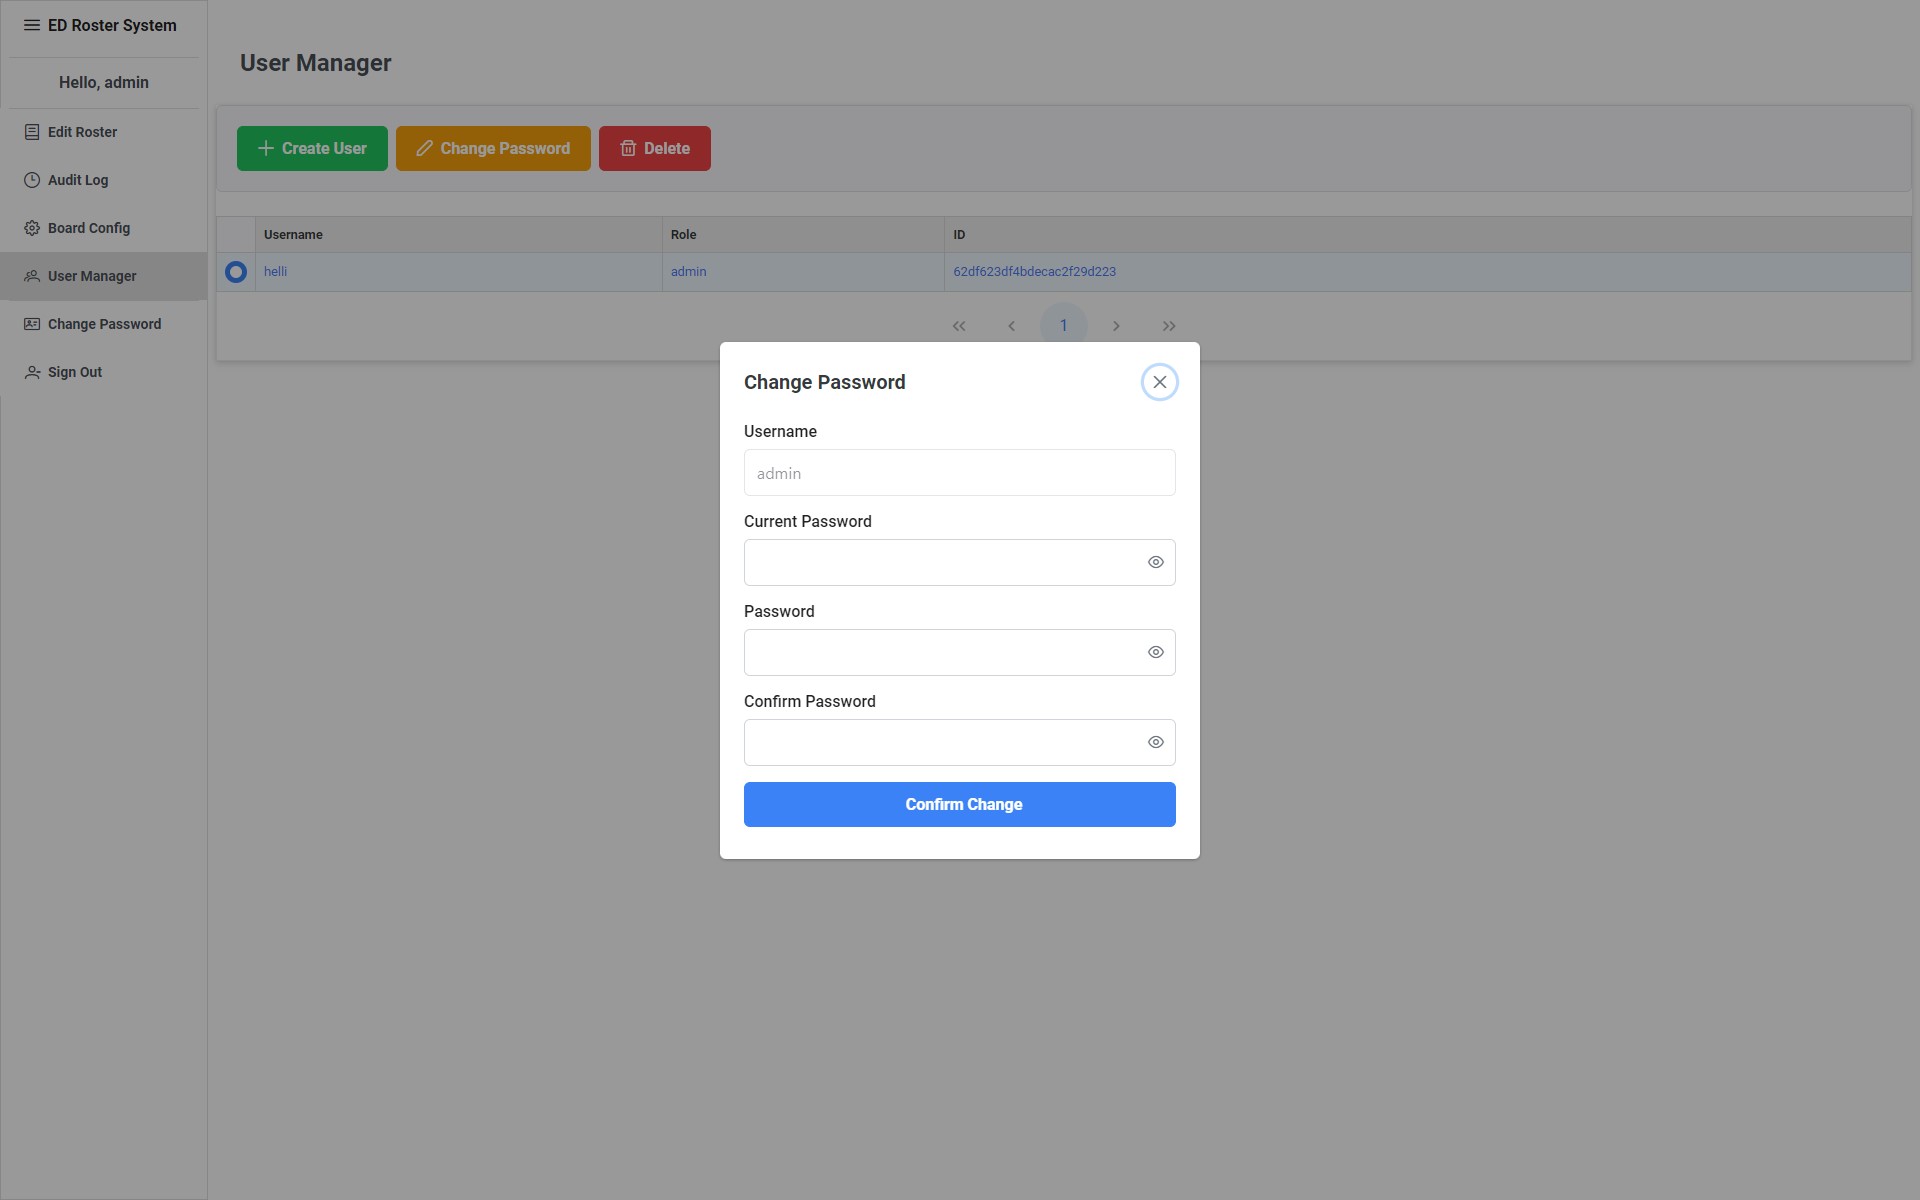 ED Roster System
Hello, admin
Edit Roster
Audit Log
Board Config
User Manager
Change Password
Sign Out
User Manager
Create User
Change Password
Delete
Username Role ID
helli admin 62df623df4bdecac2f29d223
1
Change Password
Username
admin
Current Password
Password
Confirm Password
Confirm Change